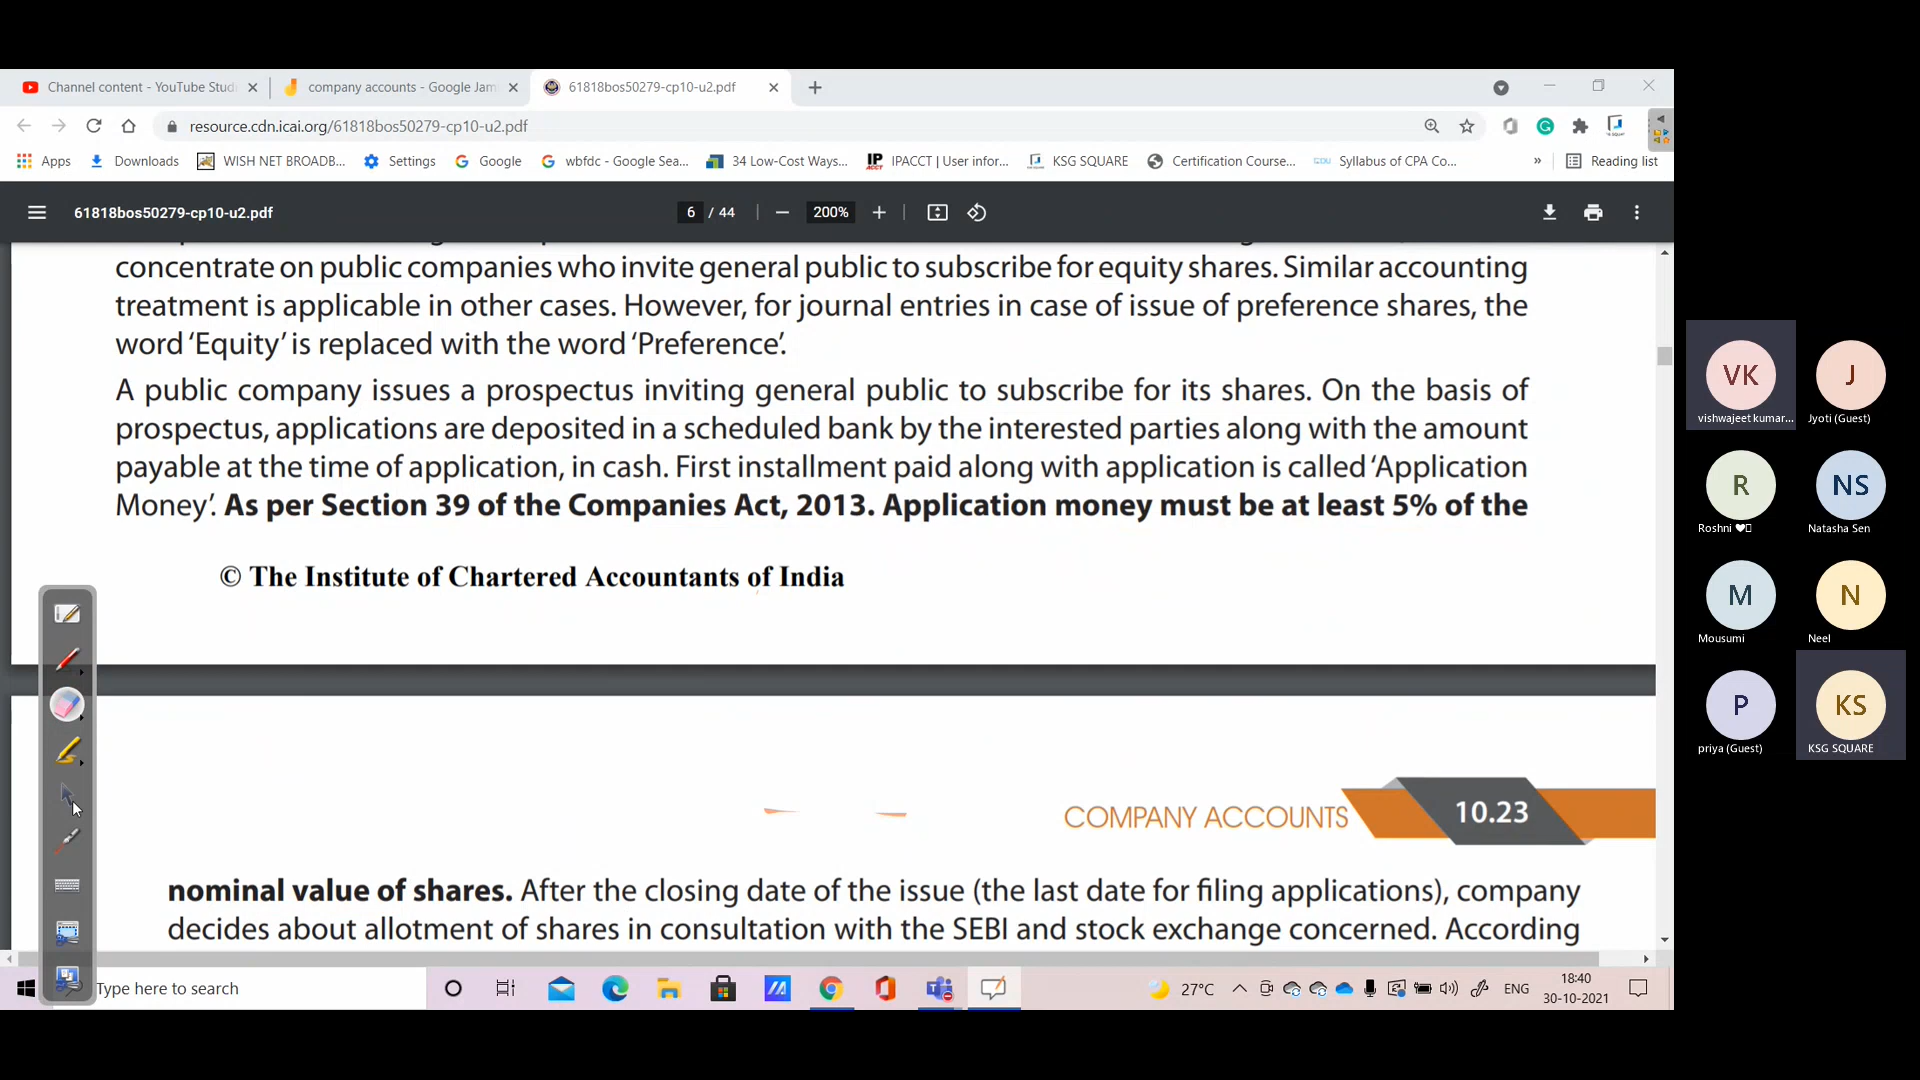 Channel content - YouTube Stud
company accounts - Google Jam
61818bos50279-cp10-u2.pdf
resource.cdn.icai.org/61818bos50279-cp10-u2.pdf
Apps
Downloads
WISH NET BROADB...
Settings
Google
wbfdc - Google Sea...
34 Low-Cost Ways...
IP
IPACCT | User infor...
KSG SQUARE
Certification Course...
Syllabus of CPA Co...
»
Reading list
61818bos50279-cp10-u2.pdf
6 / 44
200%
concentrate on public companies who invite general public to subscribe for equity shares. Similar accounting
treatment is applicable in other cases. However, for journal entries in case of issue of preference shares, the
word ‘Equity’ is replaced with the word ‘Preference’.
A public company issues a prospectus inviting general public to subscribe for its shares. On the basis of
prospectus, applications are deposited in a scheduled bank by the interested parties along with the amount
payable at the time of application, in cash. First installment paid along with application is called ‘Application
Money’. As per Section 39 of the Companies Act, 2013. Application money must be at least 5% of the
© The Institute of Chartered Accountants of India
COMPANY ACCOUNTS
10.23
nominal value of shares. After the closing date of the issue (the last date for filing applications), company
decides about allotment of shares in consultation with the SEBI and stock exchange concerned. According
Type here to search
27°C
ENG
18:40
30-10-2021
VK
vishwajeet kumar...
J
Jyoti (Guest)
R
Roshni
NS
Natasha Sen
M
Mousumi
N
Neel
P
priya (Guest)
KS
KSG SQUARE